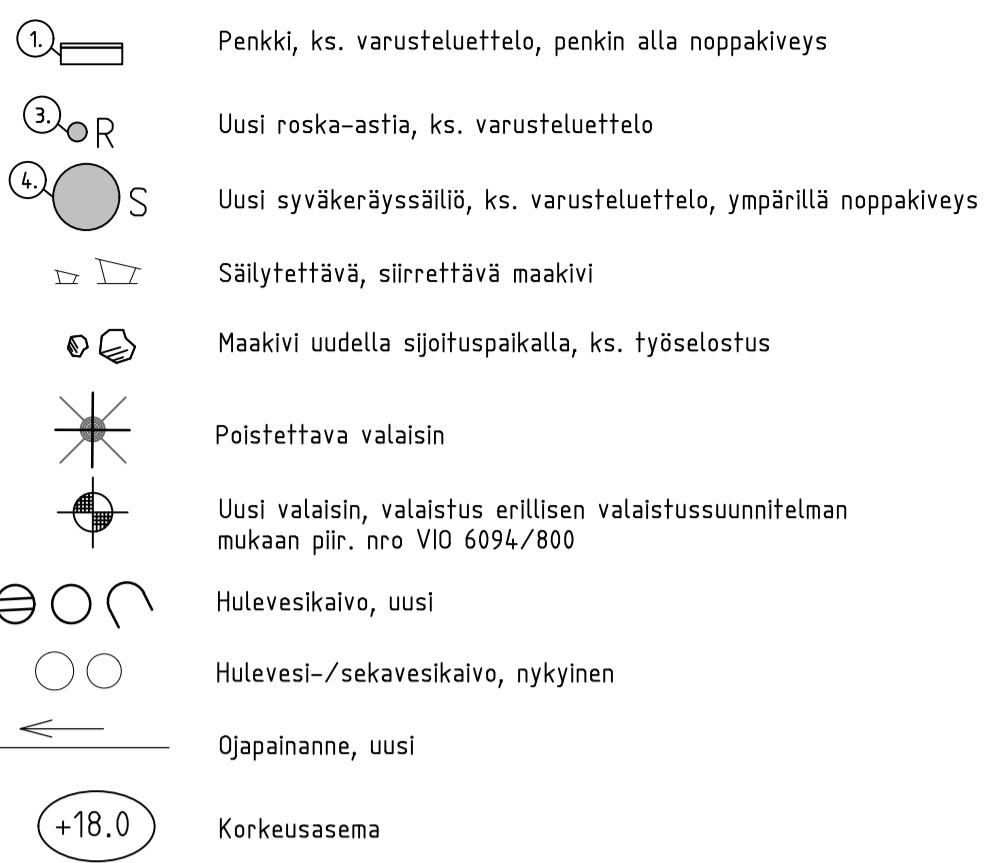 1. Penkki, ks. varusteluettelo, penkin alla noppakiveys
3. R Uusi roska-astia, ks. varusteluettelo
4. S Uusi syväkeräyssäiliö, ks. varusteluettelo, ympärillä noppakiveys
Säilytettävä, siirrettävä maakivi
Maakivi uudella sijoituspaikalla, ks. työselostus
Poistettava valaisin
Uusi valaisin, valaistus erillisen valaistussuunnitelman
mukaan piir. nro VIO 6094/800
Hulevesikaivo, uusi
Hulevesi-/sekavesikaivo, nykyinen
Ojapainanne, uusi
+18.0 Korkeusasema